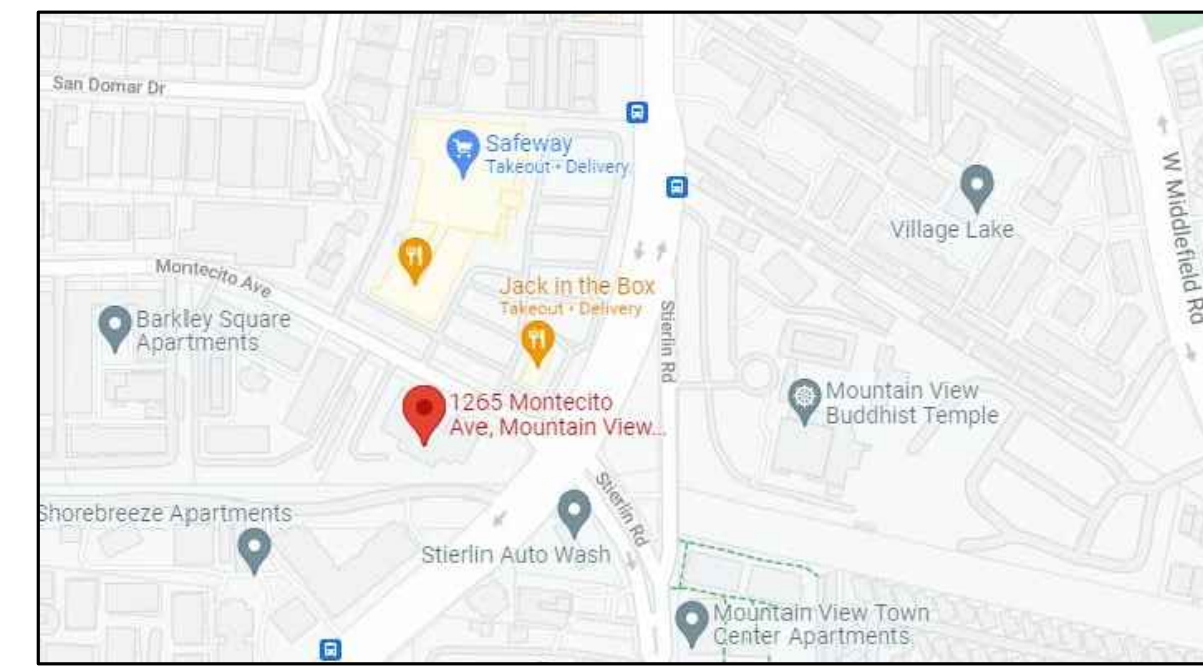 San Domar Dr
Safeway
Takeout • Delivery
W Middlefield Rd
Village Lake
Montecito Ave
Jack in the Box
Takeout • Delivery
Stierlin Rd
Barkley Square
Apartments
1265 Montecito
Ave, Mountain View...
Mountain View
Buddhist Temple
Stierlin Rd
Shorebreeze Apartments
Stierlin Auto Wash
Mountain View Town
Center Apartments